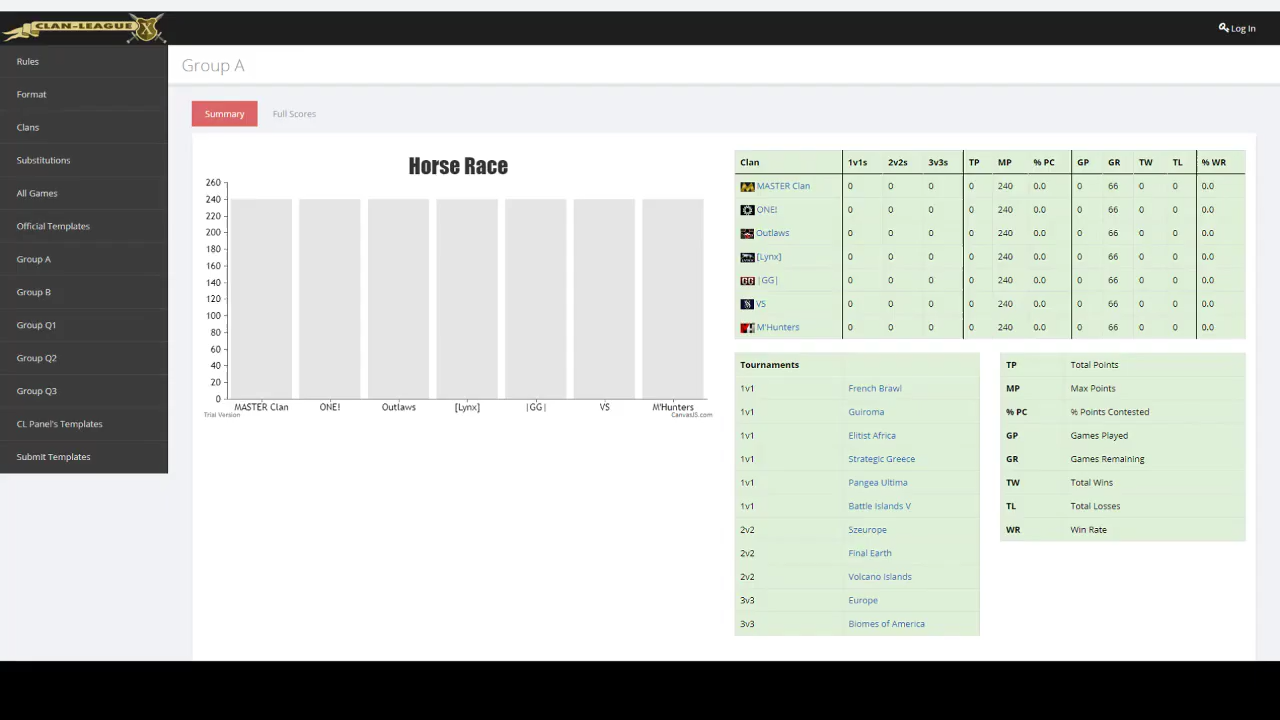 CLAN-LEAGUE X
Log In
Rules
Format
Clans
Substitutions
All Games
Official Templates
Group A
Group B
Group Q1
Group Q2
Group Q3
CL Panel's Templates
Submit Templates
Group A
Summary Full Scores
Horse Race
260
240
220
200
180
160
140
120
100
80
60
40
20
0
MASTER Clan ONE! Outlaws [Lynx] |GG| VS M'Hunters
Trial Version CanvasJS.com
Clan 1v1s 2v2s 3v3s TP MP % PC GP GR TW TL % WR
MASTER Clan 0 0 0 0 240 0.0 0 66 0 0 0.0
ONE! 0 0 0 0 240 0.0 0 66 0 0 0.0
Outlaws 0 0 0 0 240 0.0 0 66 0 0 0.0
[Lynx] 0 0 0 0 240 0.0 0 66 0 0 0.0
GG |GG| 0 0 0 0 240 0.0 0 66 0 0 0.0
VS 0 0 0 0 240 0.0 0 66 0 0 0.0
M'Hunters 0 0 0 0 240 0.0 0 66 0 0 0.0
Tournaments
1v1 French Brawl
1v1 Guiroma
1v1 Elitist Africa
1v1 Strategic Greece
1v1 Pangea Ultima
1v1 Battle Islands V
2v2 Szeurope
2v2 Final Earth
2v2 Volcano Islands
3v3 Europe
3v3 Biomes of America
TP Total Points
MP Max Points
% PC % Points Contested
GP Games Played
GR Games Remaining
TW Total Wins
TL Total Losses
WR Win Rate